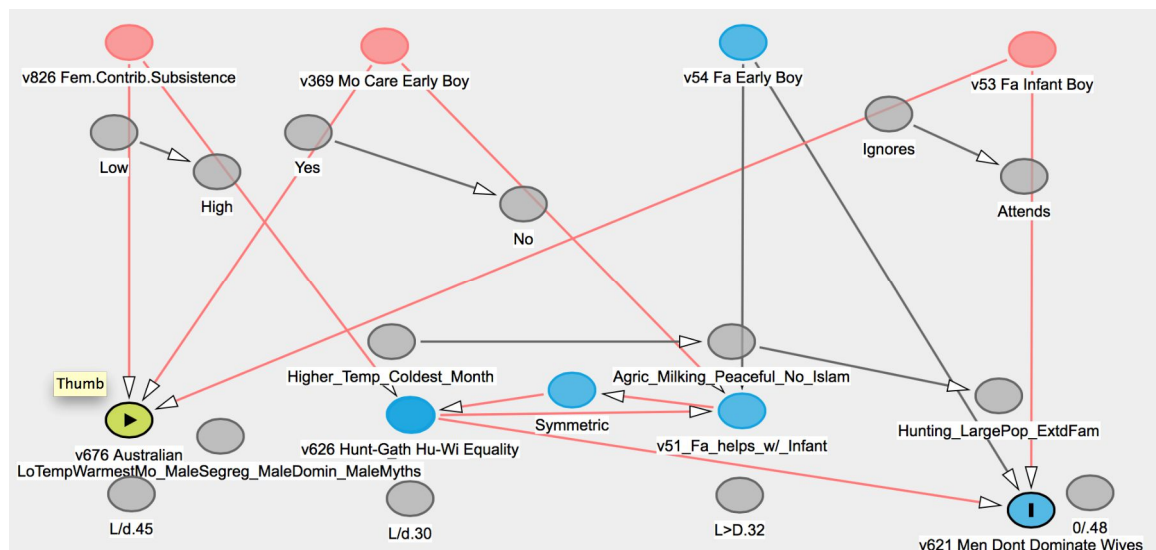 v826 Fem.Contrib.Subsistence
v369 Mo Care Early Boy
v54 Fa Early Boy
v53 Fa Infant Boy
Low
Yes
Ignores
High
Attends
No
Higher_Temp_Coldest_Month
Agric_Milking_Peaceful_No_Islam
Thumb
Symmetric
Hunting_LargePop_ExtdFam
v626 Hunt-Gath Hu-Wi Equality
v51_Fa_helps_w/_Infant
v676 Australian
LoTempWarmestMo_MaleSegreg_MaleDomin_MaleMyths
L/d.45
L/d.30
L>D.32
0/.48
v621 Men Dont Dominate Wives